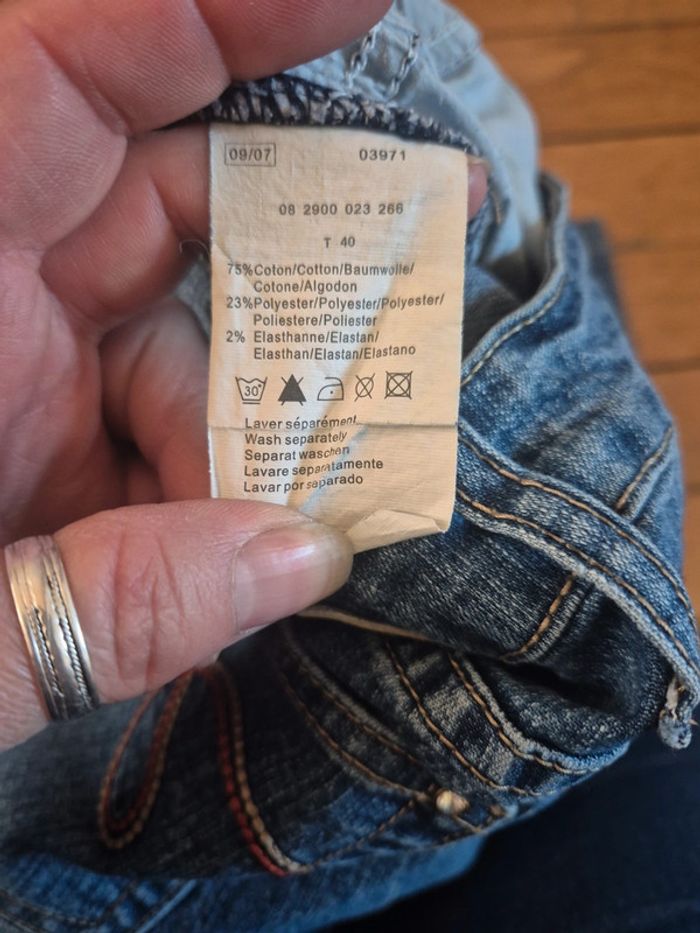 09/07 03971
08 2900 023 266
T 40
75%Coton/Cotton/Baumwolle/
Cotone/Algodon
23%Polyester/Polyester/Polyester/
Poliestere/Poliester
2% Elasthanne/Elastan/
Elasthan/Elastan/Elastano
30°
Laver séparément
Wash separately
Separat waschen
Lavare separatamente
Lavar por separado